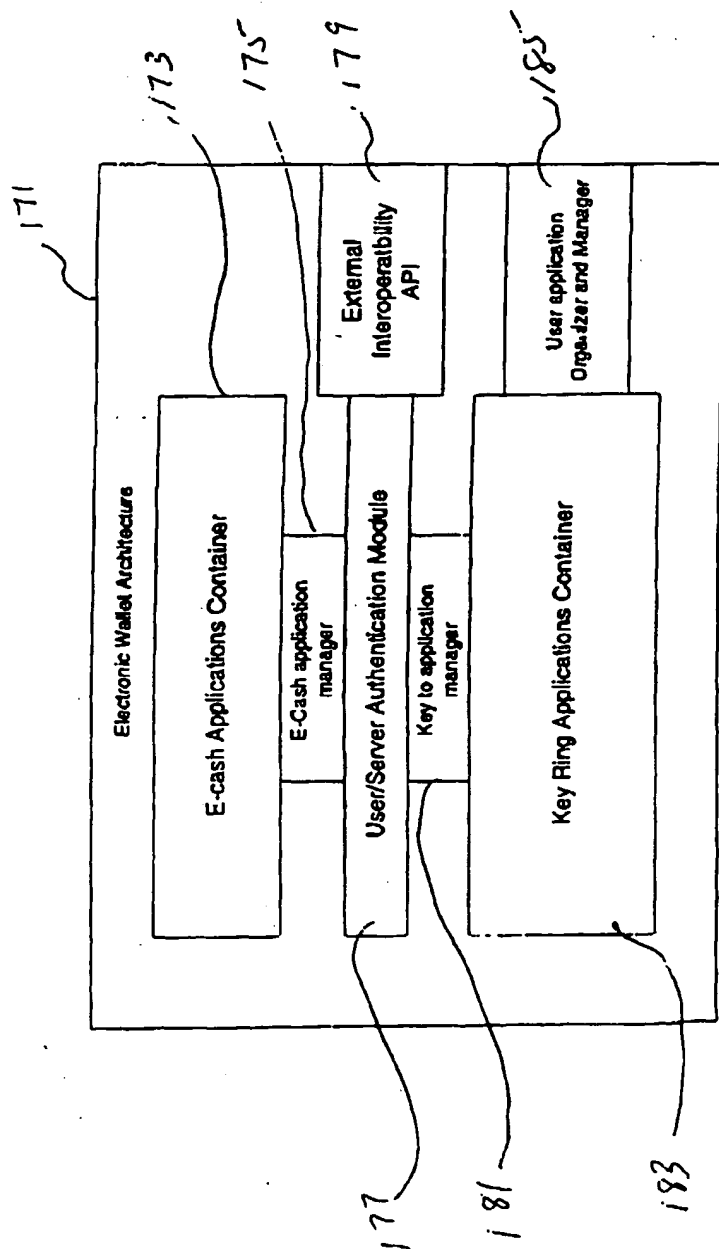 171
173
175
179
185
Electronic Wallet Architecture
E-cash Applications Container
E-Cash application
manager
User/Server Authentication Module
External
Interoperatbility
API
Key to application
manager
Key Ring Applications Container
User application
Organizer and Manager
177
181
183